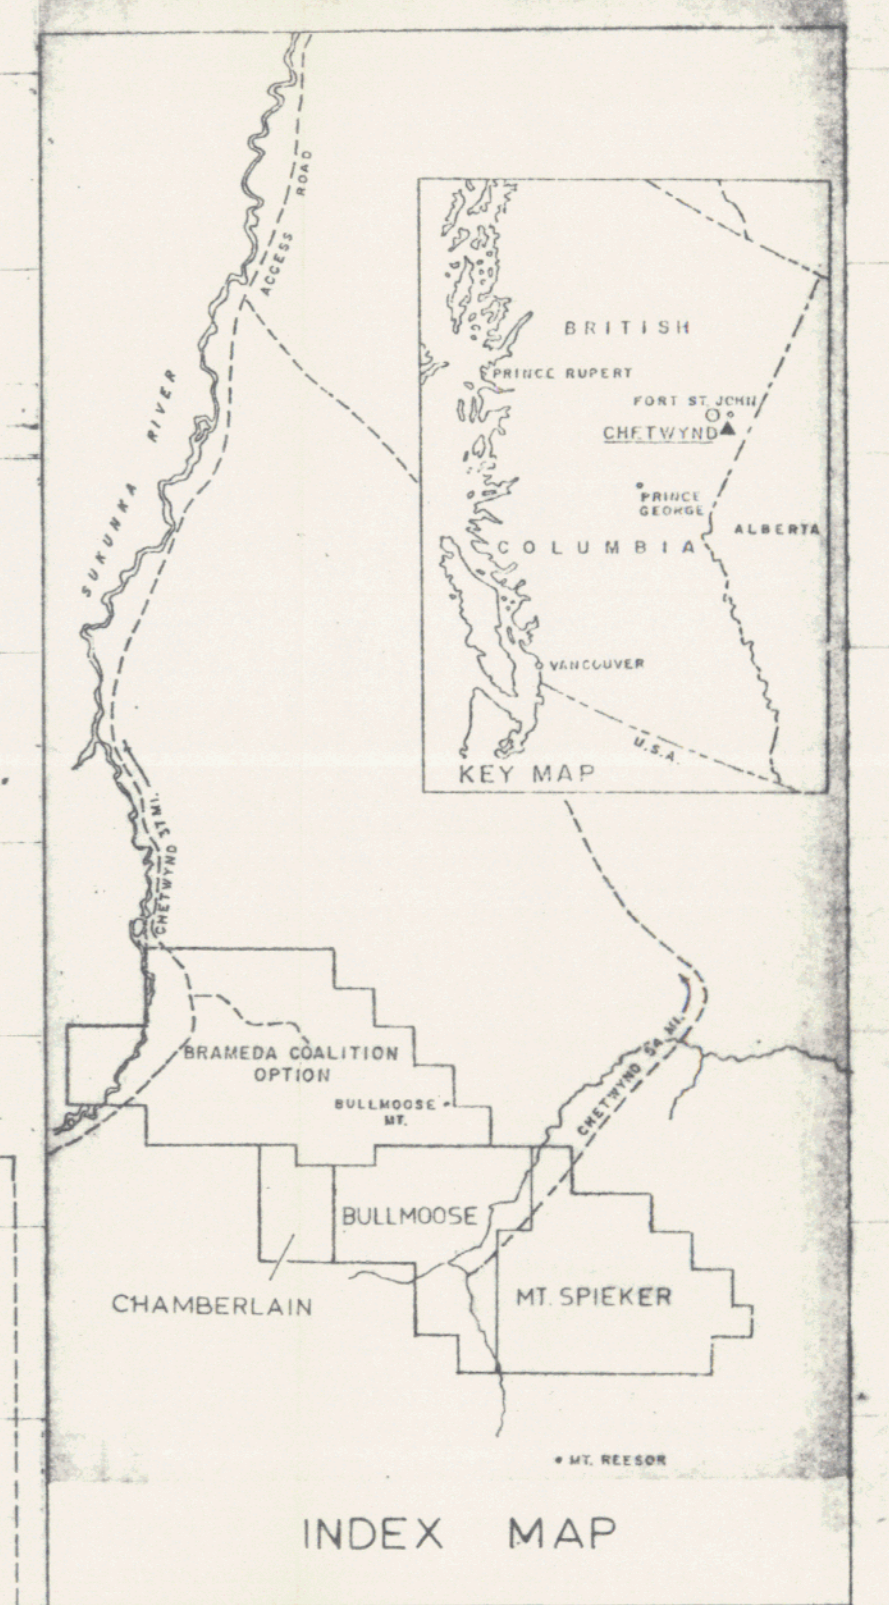 ACCESS ROAD
BRITISH
PRINCE RUPERT
FORT ST. JOHN
CHETWYND
SUKUNKA RIVER
PRINCE
GEORGE
ALBERTA
COLUMBIA
VANCOUVER
U.S.A.
KEY MAP
CHETWYND 37 MI.
CHETWYND 54 MI.
BRAMEDA COALITION
OPTION
BULLMOOSE
MT.
BULLMOOSE
CHAMBERLAIN
MT. SPIEKER
MT. REESOR
INDEX MAP